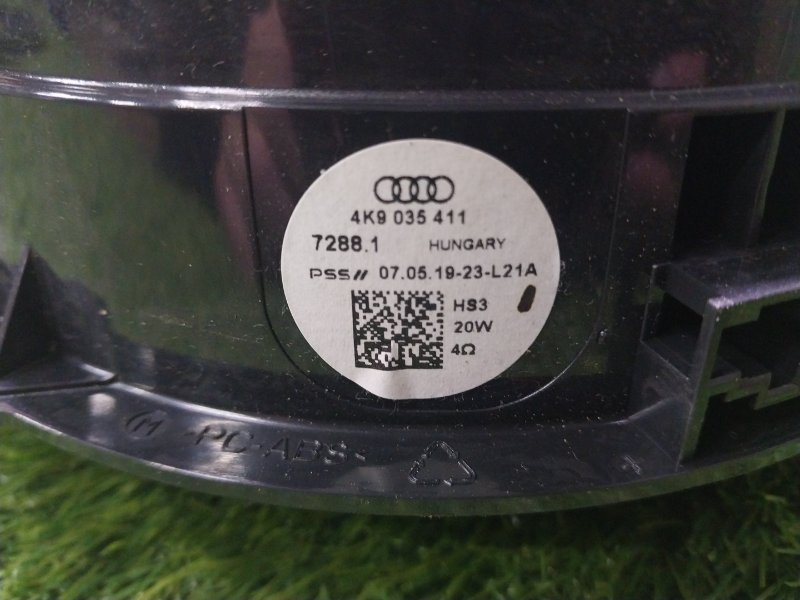 4K9 035 411
7288.1 HUNGARY
PSS// 07.05.19-23-L21A
HS3
20W
4Ω
>PC-ABS<